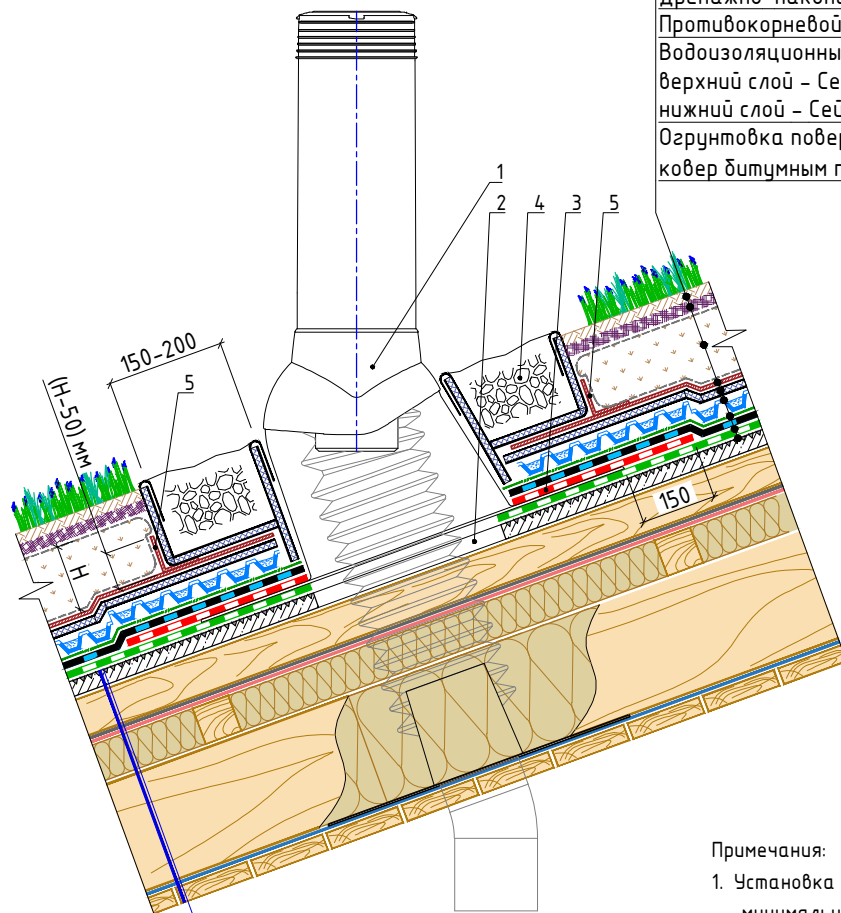 Противокорневой
Водоизоляционны
верхний слой – Се
нижний слой – Сей
Огрунтовка повер
ковер битумным п
1
2 4 3 5
150-200
5
(Н-50) мм
Н
150
Примечания:
1. Установка